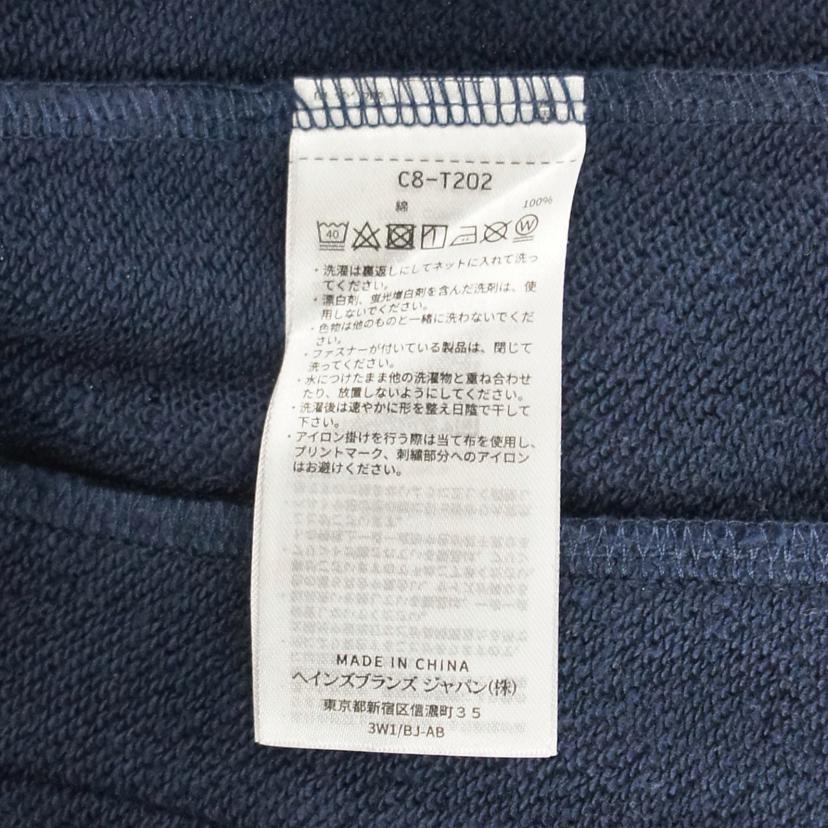 C8-T202
綿 100%
40 W
・洗濯は裏返しにしてネットに入れて洗っ
てください。
・漂白剤、蛍光増白剤を含んだ洗剤は、使
用しないでください。
・色物は他のものと一緒に洗わないでくだ
さい。
・ファスナーが付いている製品は、閉じて
洗ってください。
・水につけたまま他の洗濯物と重ね合わせ
たり、放置しないようにしてください。
・洗濯後は速やかに形を整え日陰で干して
下さい。
・アイロン掛けを行う際は当て布を使用し、
プリントマーク、刺繍部分へのアイロン
はお避けください。
MADE IN CHINA
ヘインズブランズ ジャパン(株)
東京都新宿区信濃町35
3W1/BJ-AB